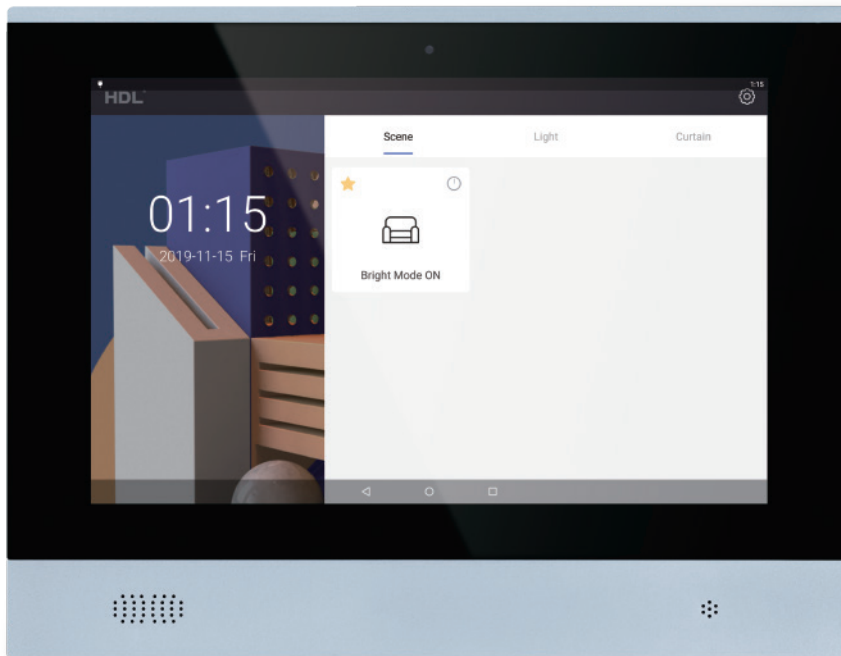 1:15
HDL
Scene
Light
Curtain
01:15
2019-11-15 Fri
Bright Mode ON